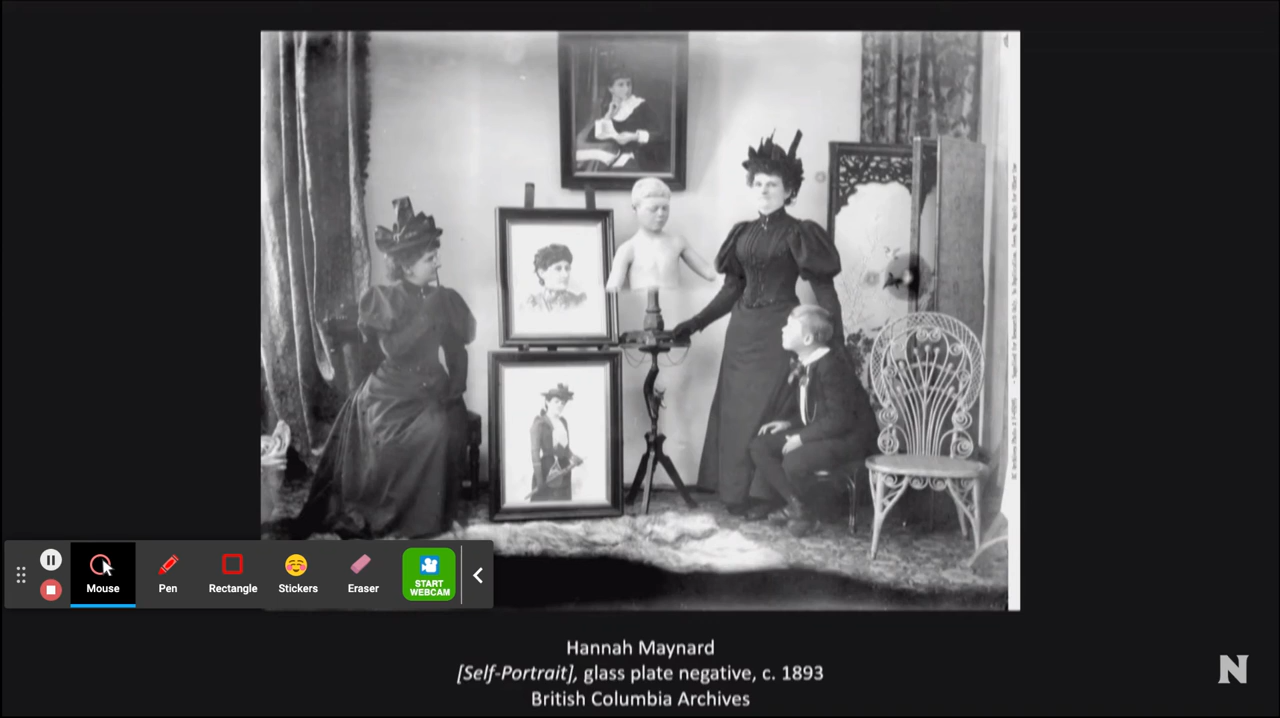 Mouse
Pen
Rectangle
Stickers
Eraser
START
WEBCAM
Hannah Maynard
[Self-Portrait], glass plate negative, c. 1893
British Columbia Archives
N